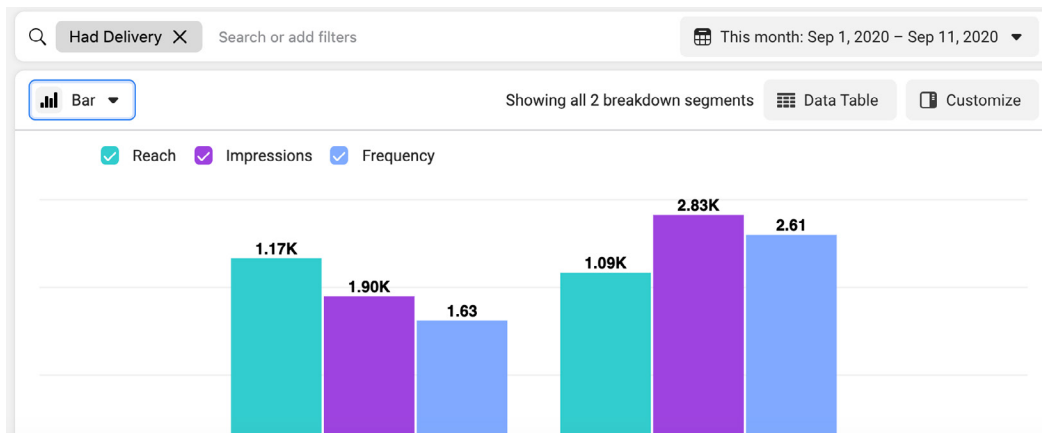 Had Delivery
Search or add filters
This month: Sep 1, 2020 – Sep 11, 2020
Bar
Showing all 2 breakdown segments
Data Table
Customize
Reach
Impressions
Frequency
1.17K
1.90K
1.63
1.09K
2.83K
2.61